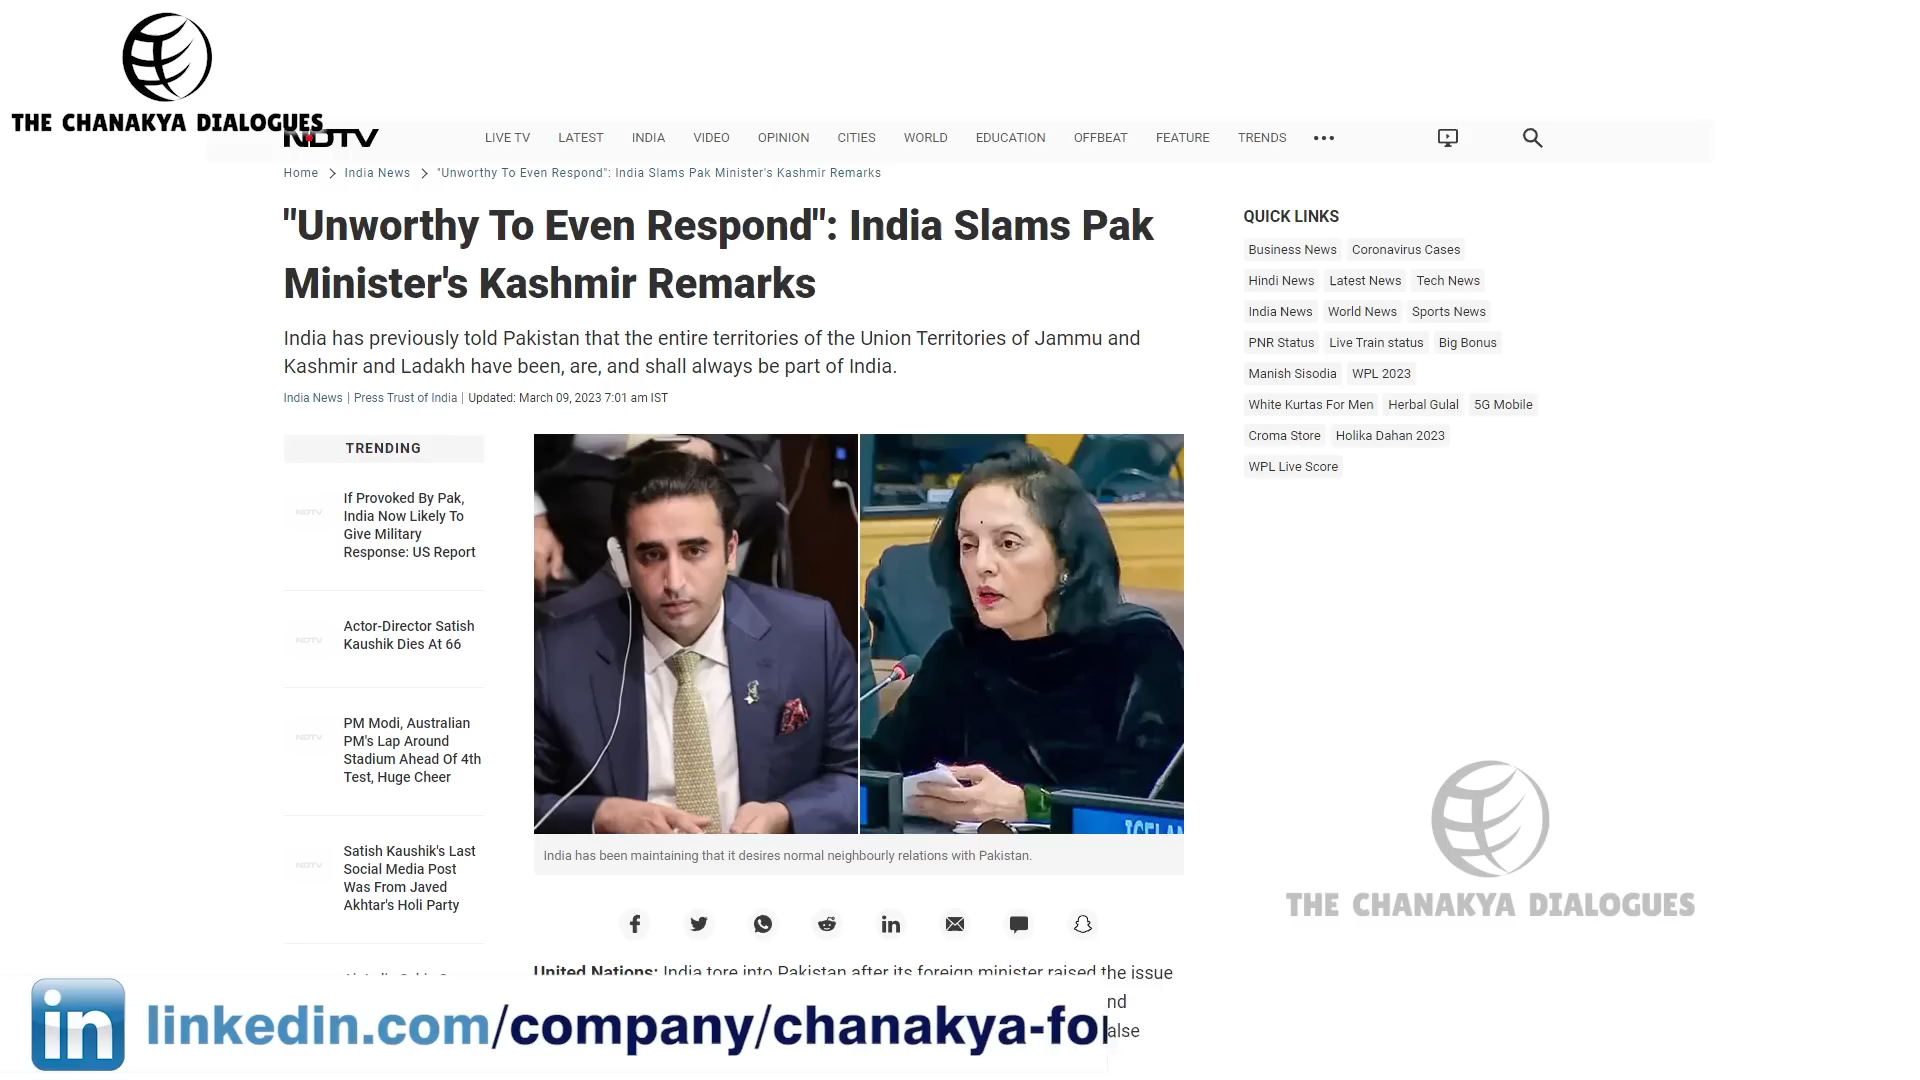 THE CHANAKYA DIALOGUES
NDTV
LIVE TV LATEST INDIA VIDEO OPINION CITIES WORLD EDUCATION OFFBEAT FEATURE TRENDS •••
Home > India News > "Unworthy To Even Respond": India Slams Pak Minister's Kashmir Remarks
"Unworthy To Even Respond": India Slams Pak
Minister's Kashmir Remarks
India has previously told Pakistan that the entire territories of the Union Territories of Jammu and
Kashmir and Ladakh have been, are, and shall always be part of India.
India News | Press Trust of India | Updated: March 09, 2023 7:01 am IST
TRENDING
NDTV
If Provoked By Pak,
India Now Likely To
Give Military
Response: US Report
NDTV
Actor-Director Satish
Kaushik Dies At 66
NDTV
PM Modi, Australian
PM's Lap Around
Stadium Ahead Of 4th
Test, Huge Cheer
NDTV
Satish Kaushik's Last
Social Media Post
Was From Javed
Akhtar's Holi Party
India has been maintaining that it desires normal neighbourly relations with Pakistan.
United Nations: India tore into Pakistan after its foreign minister raised the issue
nd
alse
QUICK LINKS
Business News Coronavirus Cases
Hindi News Latest News Tech News
India News World News Sports News
PNR Status Live Train status Big Bonus
Manish Sisodia WPL 2023
White Kurtas For Men Herbal Gulal 5G Mobile
Croma Store Holika Dahan 2023
WPL Live Score
THE CHANAKYA DIALOGUES
in linkedin.com/company/chanakya-fo